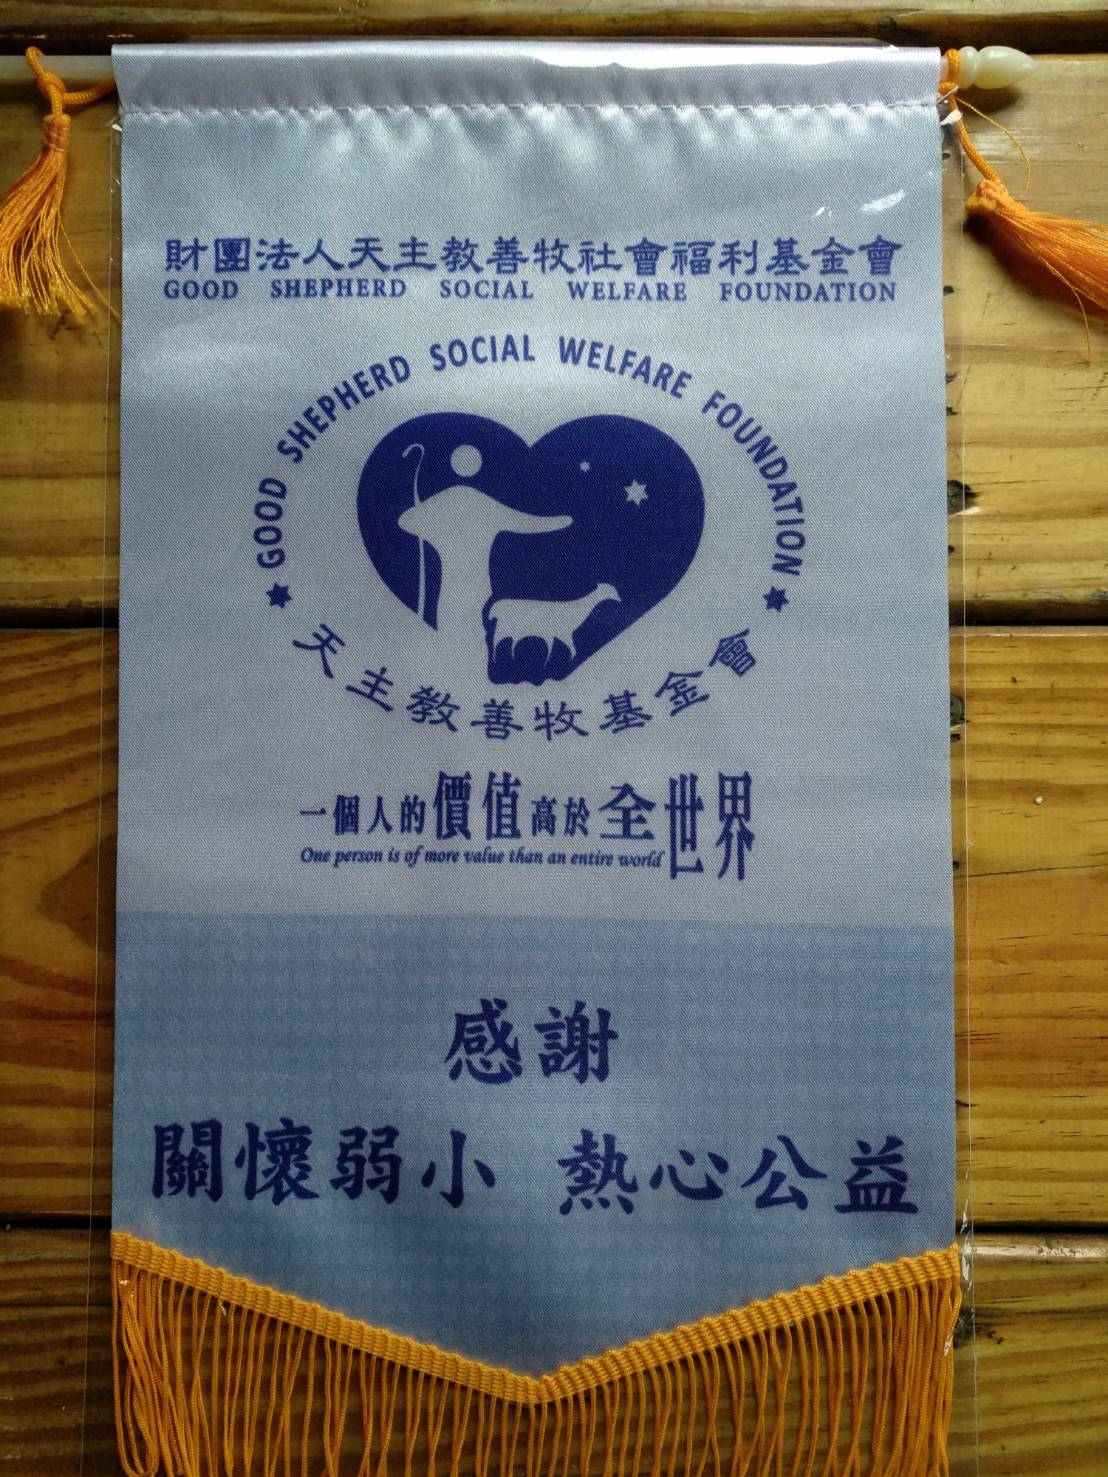 財團法人天主教善牧社會福利基金會
GOOD SHEPHERD SOCIAL WELFARE FOUNDATION
GOOD SHEPHERD SOCIAL WELFARE FOUNDATION
天主教善牧基金會
一個人的價值高於全世界
One person is of more value than an entire world
感謝
關懷弱小 熱心公益